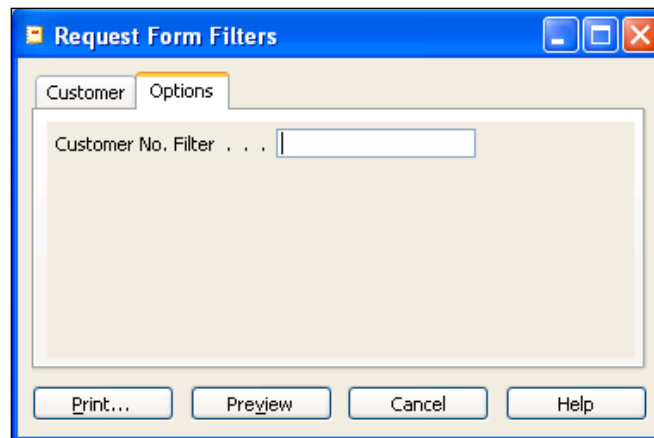 Request Form Filters
Customer Options
Customer No. Filter . . .
Print... Preview Cancel Help